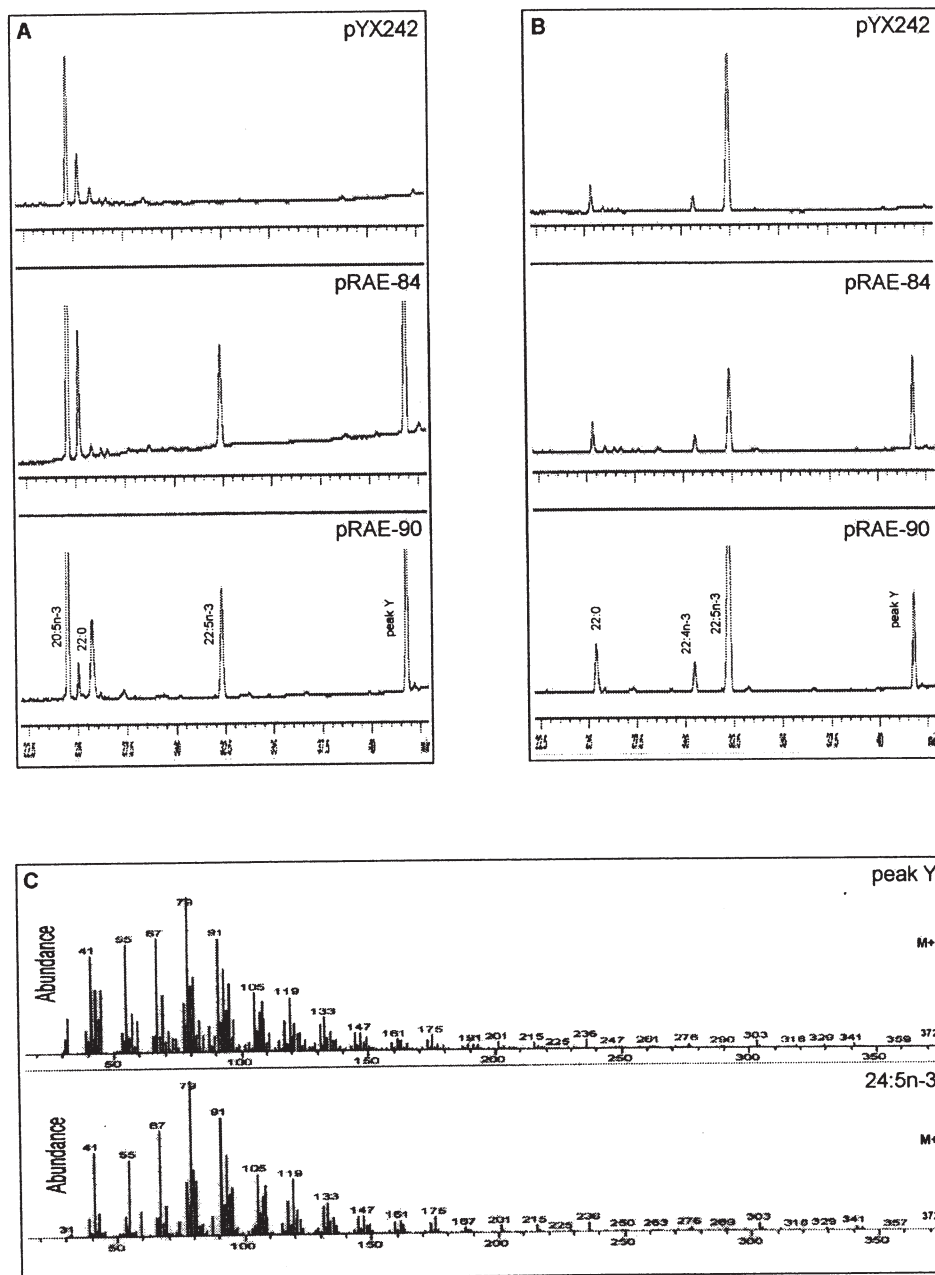 A
pYX242
pRAE-84
pRAE-90
20:5n-3
22:0
22:5n-3
peak Y
B
pYX242
pRAE-84
pRAE-90
22:0
22:4n-3
22:5n-3
peak Y
C
peak Y
Abundance
M+
41 55 67 79 91 105 119 133 147 161 175 191 201 215 225 236 247 261 276 290 303 316 329 341 359
50 100 150 200 250 300 350
24:5n-3
Abundance
M+
31 41 55 67 79 91 105 119 133 147 161 175 187 201 215 225 236 250 263 276 289 303 316 329 341 357
50 100 150 200 250 300 350